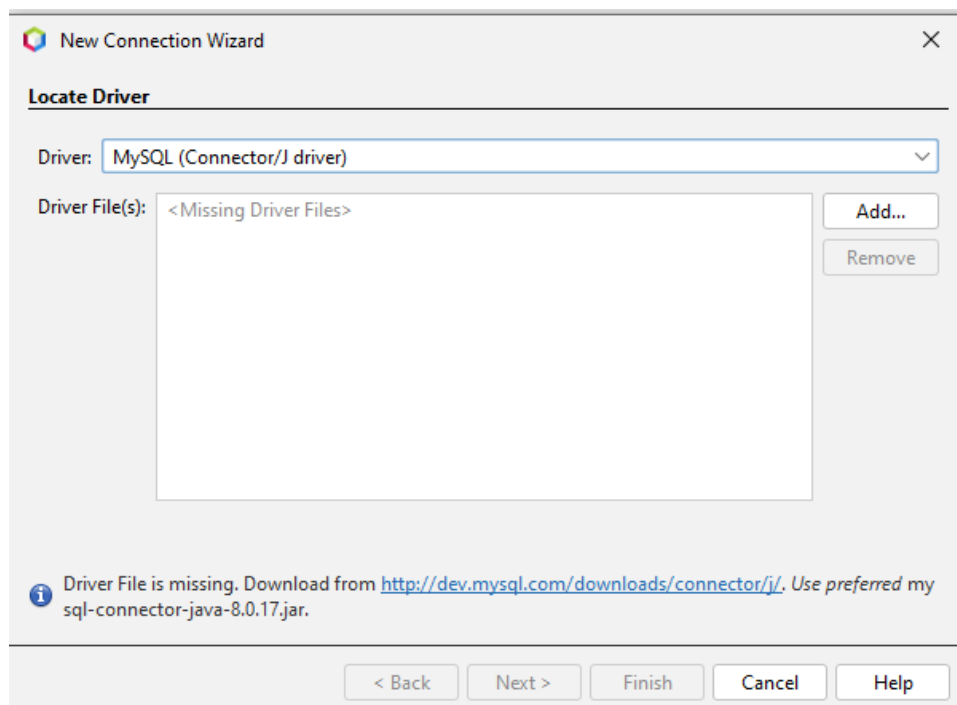 New Connection Wizard
Locate Driver
Driver: MySQL (Connector/J driver)
Driver File(s): <Missing Driver Files>
Add...
Remove
Driver File is missing. Download from http://dev.mysql.com/downloads/connector/j/. Use preferred my
sql-connector-java-8.0.17.jar.
< Back Next > Finish Cancel Help